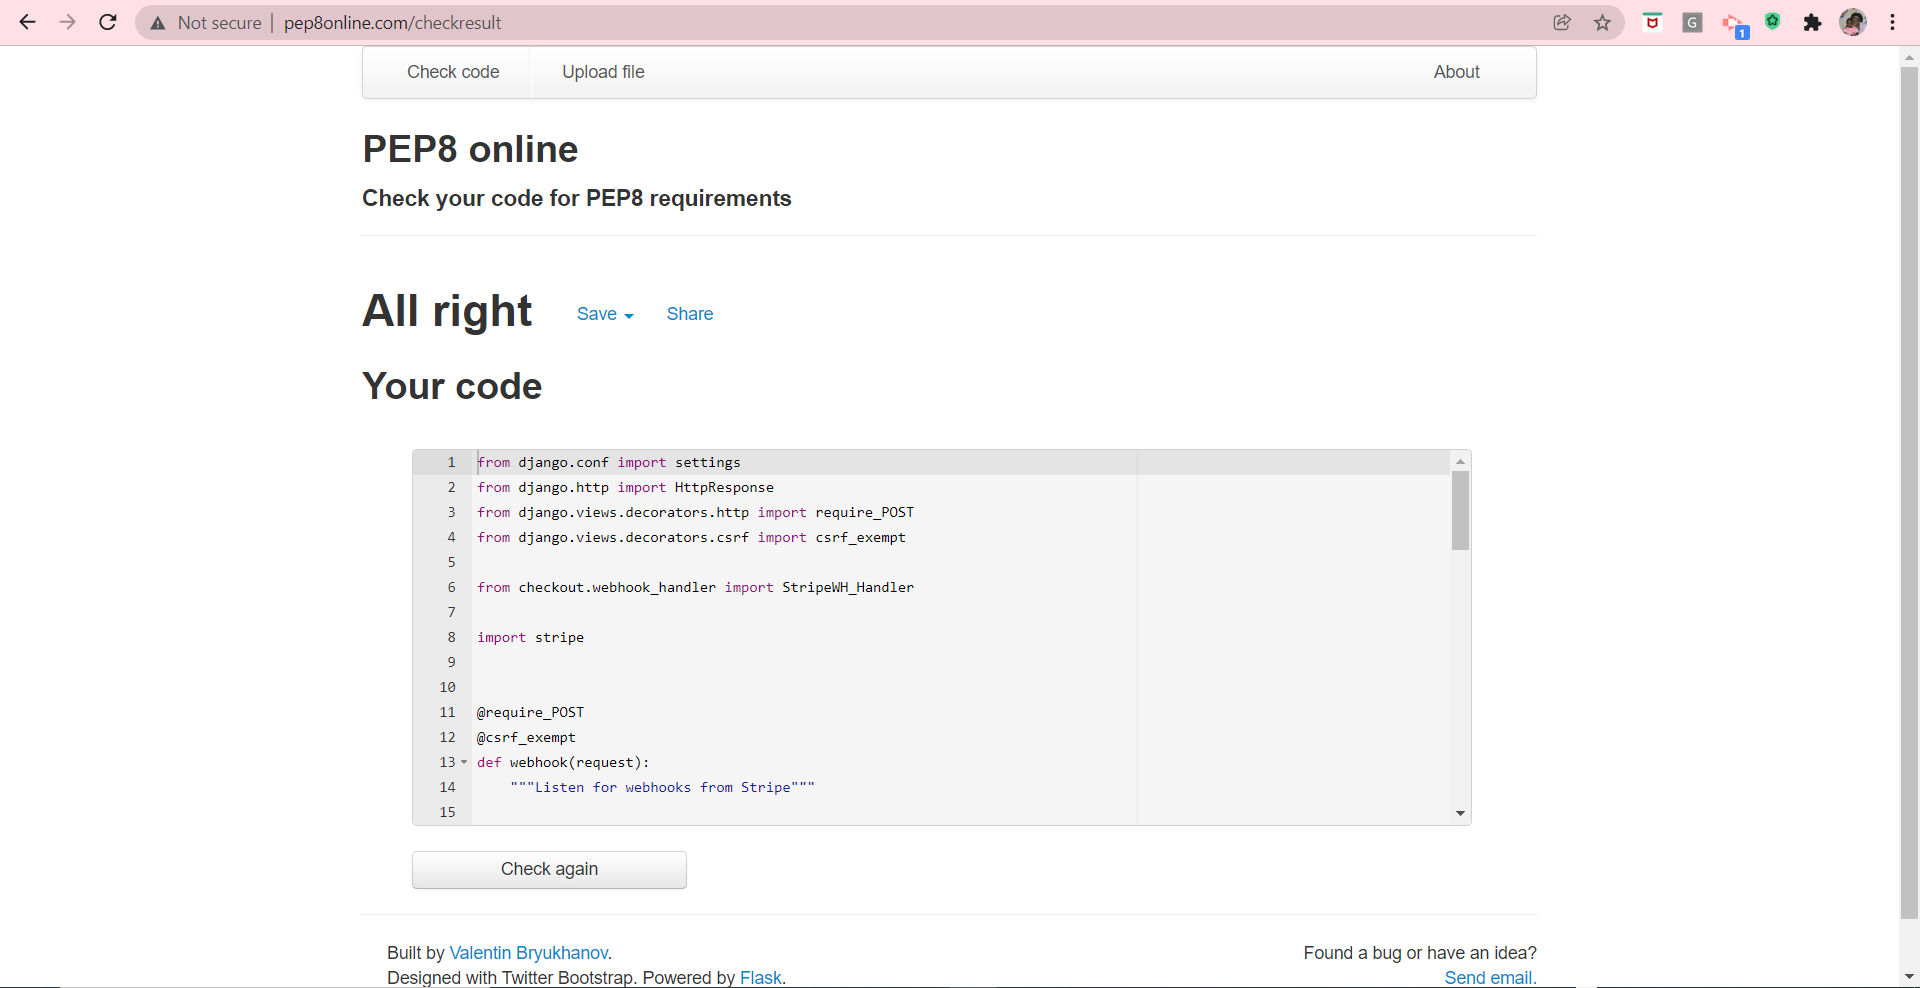 Not secure | pep8online.com/checkresult
G
1
Check code
Upload file
About
PEP8 online
Check your code for PEP8 requirements
All right
Save
Share
Your code
1 from django.conf import settings
2 from django.http import HttpResponse
3 from django.views.decorators.http import require_POST
4 from django.views.decorators.csrf import csrf_exempt
5
6 from checkout.webhook_handler import StripeWH_Handler
7
8 import stripe
9
10
11 @require_POST
12 @csrf_exempt
13 def webhook(request):
14 """Listen for webhooks from Stripe"""
15
Check again
Built by Valentin Bryukhanov.
Designed with Twitter Bootstrap. Powered by Flask.
Found a bug or have an idea?
Send email.